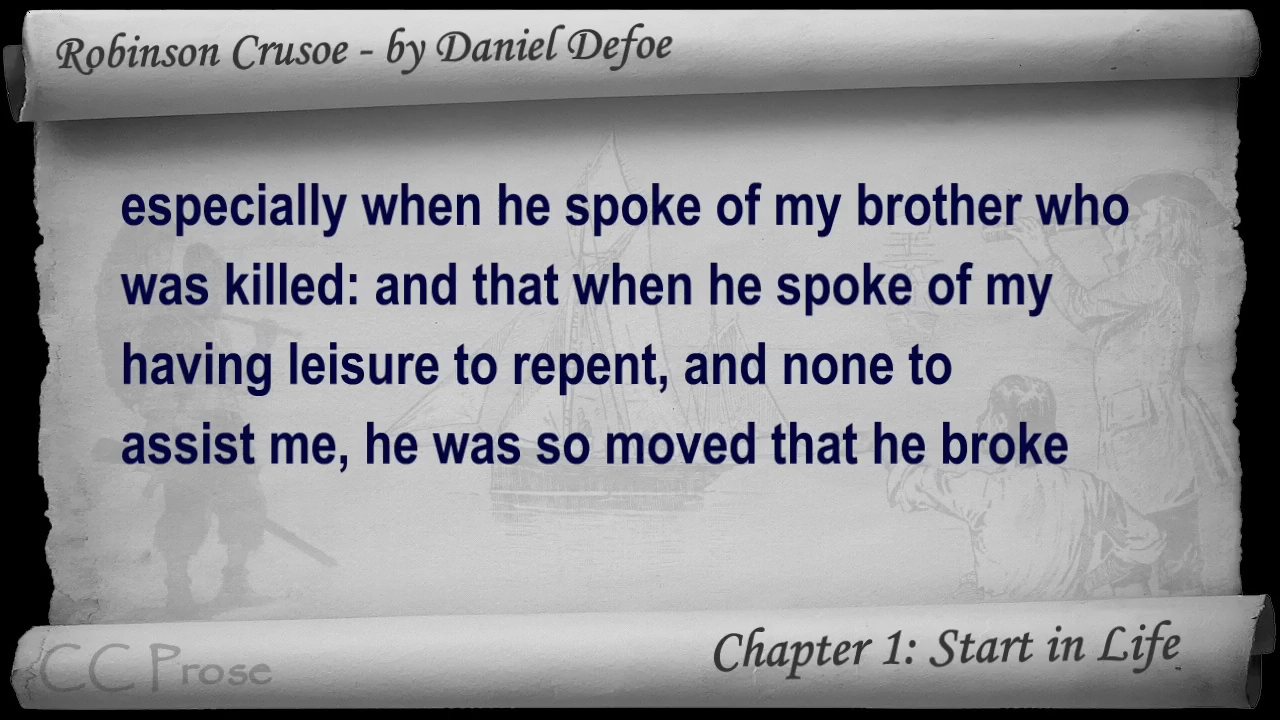 Robinson Crusoe - by Daniel Defoe
especially when he spoke of my brother who
was killed: and that when he spoke of my
having leisure to repent, and none to
assist me, he was so moved that he broke
Chapter 1: Start in Life
CC Prose